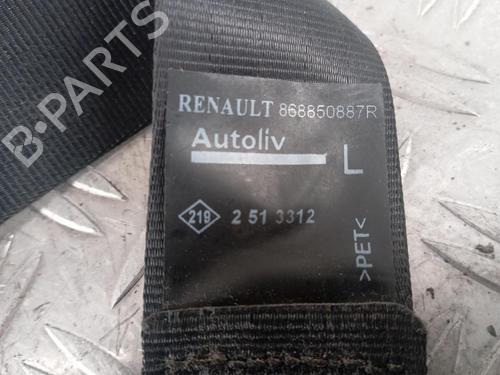 B-PARTS
RENAULT 868850887R
Autoliv
L
219 2 51 3312
>PET<